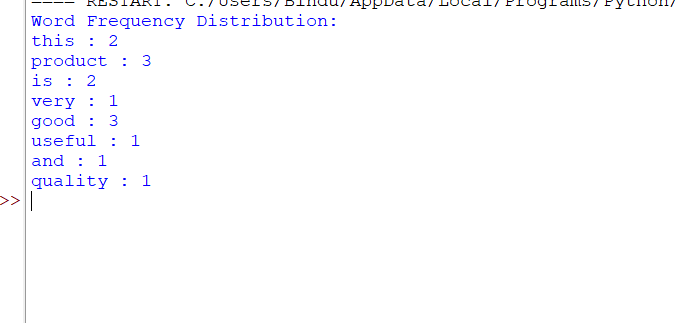 ==== RESTART: C:/Users/Bindu/AppData/Local/Programs/Python/
Word Frequency Distribution:
this : 2
product : 3
is : 2
very : 1
good : 3
useful : 1
and : 1
quality : 1
>>